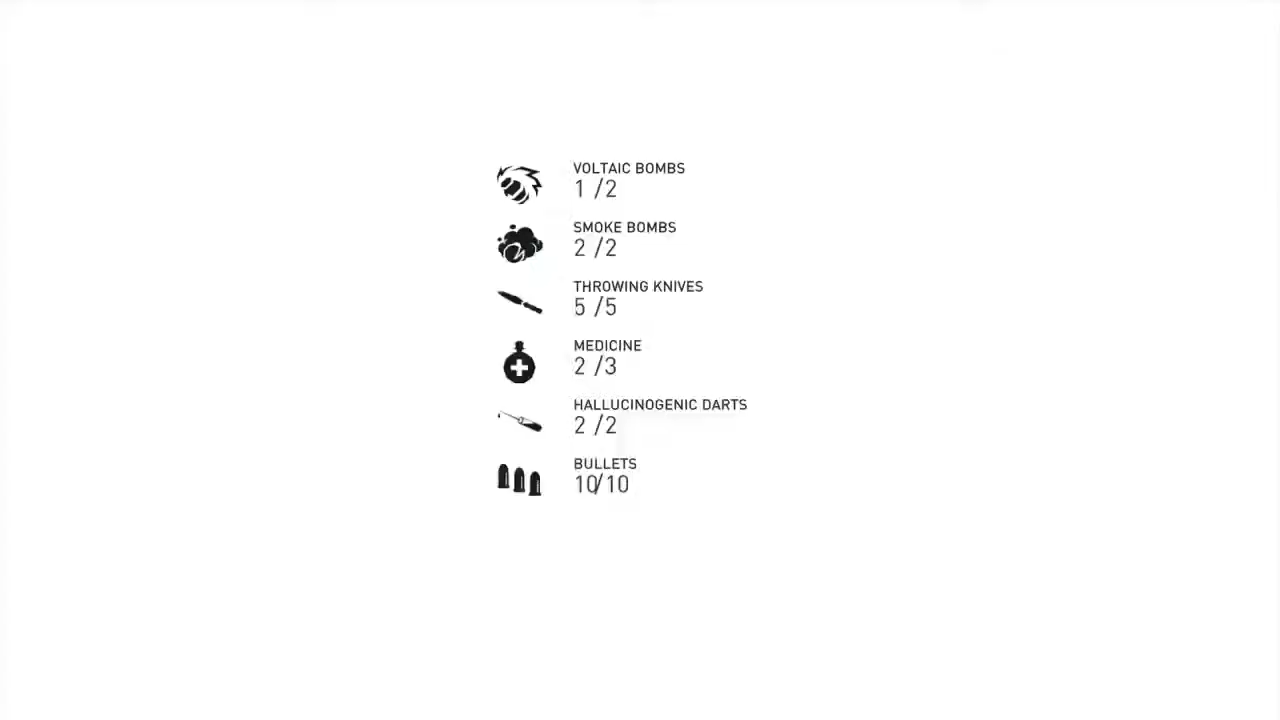 VOLTAIC BOMBS
1 /2
SMOKE BOMBS
2 /2
THROWING KNIVES
5 /5
MEDICINE
2 /3
HALLUCINOGENIC DARTS
2 /2
BULLETS
10/10